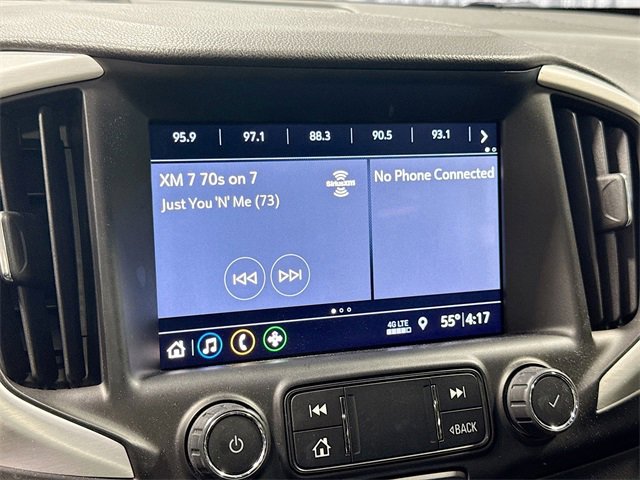 95.9 97.1 88.3 90.5 93.1
XM 7 70s on 7
Just You 'N' Me (73)
SiriusXM
No Phone Connected
4G LTE
55° 4:17
BACK